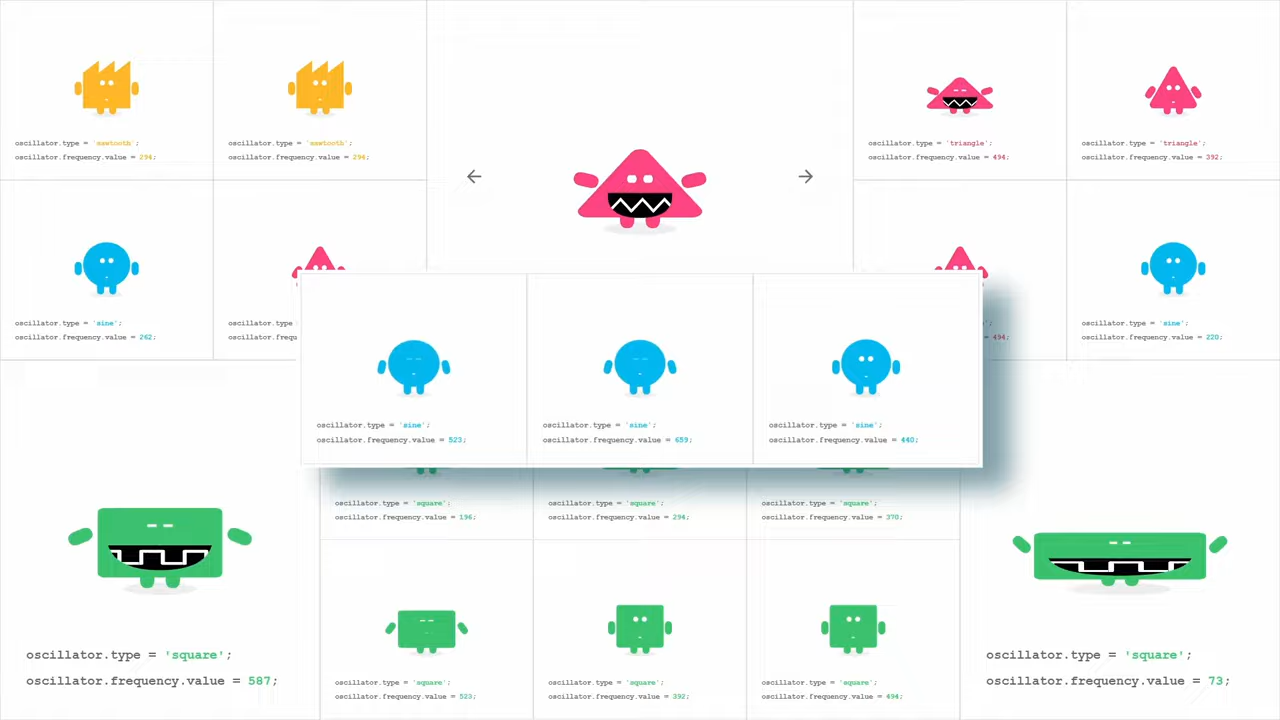 oscillator.type = 'sawtooth';
oscillator.frequency.value = 294;
oscillator.type = 'sawtooth';
oscillator.frequency.value = 294;
oscillator.type = 'triangle';
oscillator.frequency.value = 494;
oscillator.type = 'triangle';
oscillator.frequency.value = 392;
oscillator.type = 'sine';
oscillator.frequency.value = 262;
oscillator.type
oscillator.freq
494;
oscillator.type = 'sine';
oscillator.frequency.value = 220;
oscillator.type = 'sine';
oscillator.frequency.value = 523;
oscillator.type = 'sine';
oscillator.frequency.value = 659;
oscillator.type = 'sine';
oscillator.frequency.value = 440;
oscillator.type = 'square';
oscillator.frequency.value = 196;
oscillator.type = 'square';
oscillator.frequency.value = 294;
oscillator.type = 'square';
oscillator.frequency.value = 370;
oscillator.type = 'square';
oscillator.frequency.value = 587;
oscillator.type = 'square';
oscillator.frequency.value = 523;
oscillator.type = 'square';
oscillator.frequency.value = 392;
oscillator.type = 'square';
oscillator.frequency.value = 494;
oscillator.type = 'square';
oscillator.frequency.value = 73;